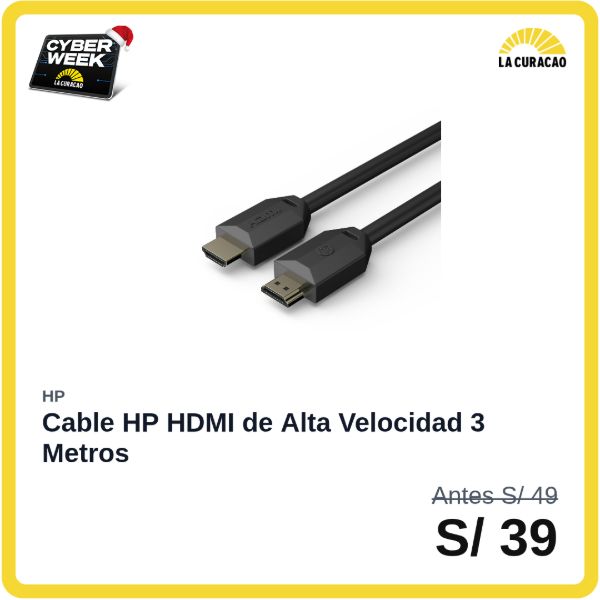 CYBER
WEEK
LA CURACAO
LA CURACAO
HP
Cable HP HDMI de Alta Velocidad 3
Metros
Antes S/ 49
S/ 39